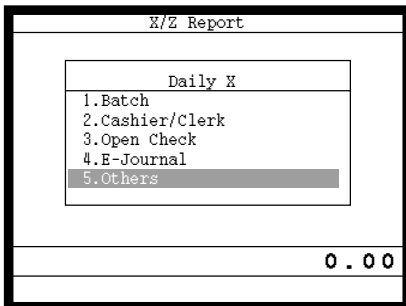 X/Z Report
Daily X
1.Batch
2.Cashier/Clerk
3.Open Check
4.E-Journal
5.Others
0.00